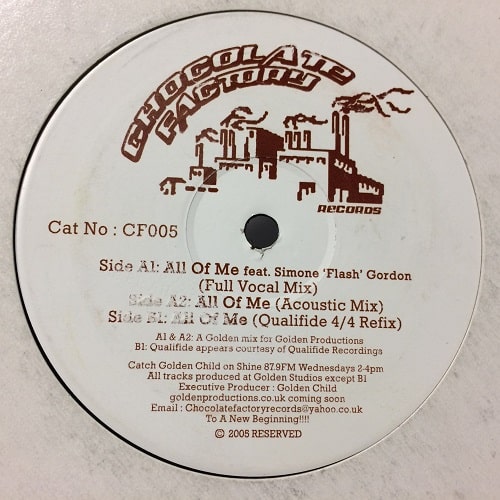 CHOCOLATE
FACTORY
RECORDS
Cat No : CF005
Side A1: All Of Me feat. Simone 'Flash' Gordon
(Full Vocal Mix)
Side A2: All Of Me (Acoustic Mix)
Side B1: All Of Me (Qualifide 4/4 Refix)
A1 & A2: A Golden mix for Golden Productions
B1: Qualifide appears courtesy of Qualifide Recordings
Catch Golden Child on Shine 87.9FM Wednesdays 2-4pm
All tracks produced at Golden Studios except B1
Executive Producer : Golden Child
goldenproductions.co.uk coming soon
Email : Chocolatefactoryrecords@yahoo.co.uk
To A New Beginning!!!!
© 2005 RESERVED